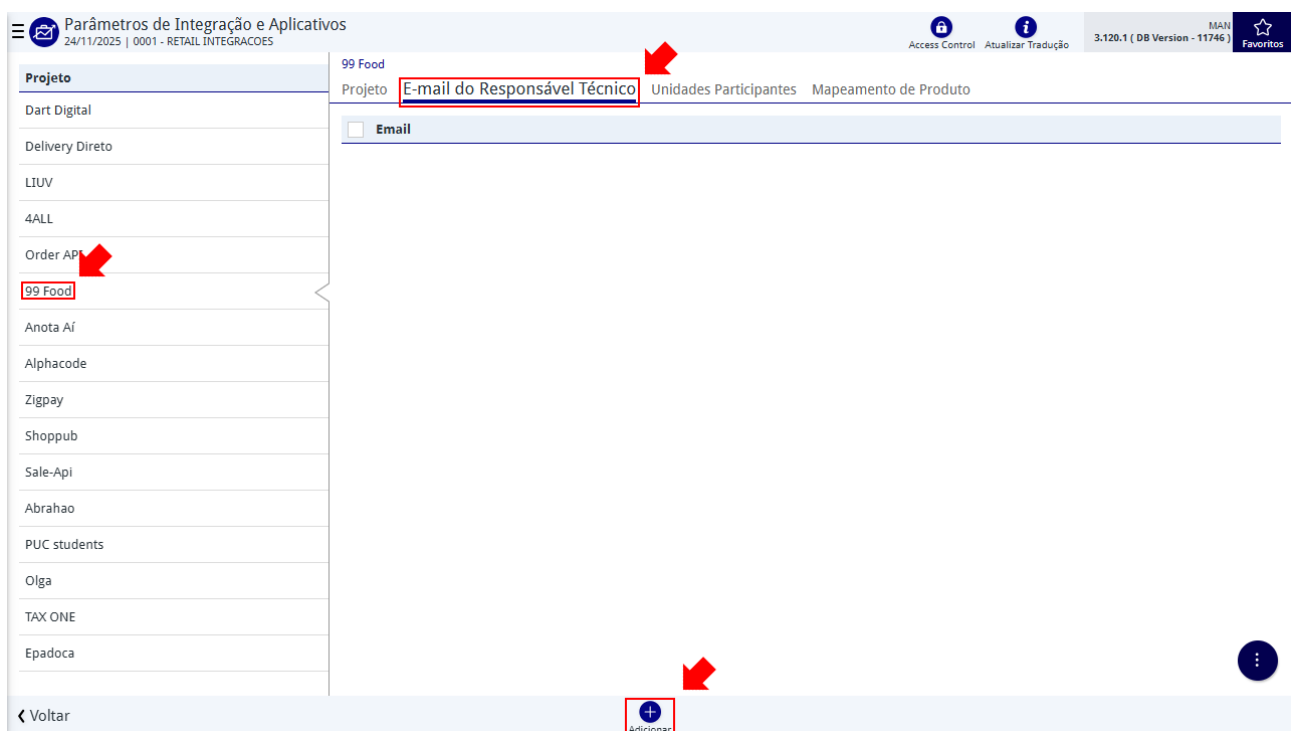 Parâmetros de Integração e Aplicativos
24/11/2025 | 0001 - RETAIL INTEGRACOES
Access Control
Atualizar Tradução
MAN
3.120.1 ( DB Version - 11746 )
Favoritos
Projeto
Dart Digital
Delivery Direto
LIUV
4ALL
Order API
99 Food
Anota Aí
Alphacode
Zigpay
Shoppub
Sale-Api
Abrahao
PUC students
Olga
TAX ONE
Epadoca
99 Food
Projeto E-mail do Responsável Técnico Unidades Participantes Mapeamento de Produto
Email
Voltar
Adicionar